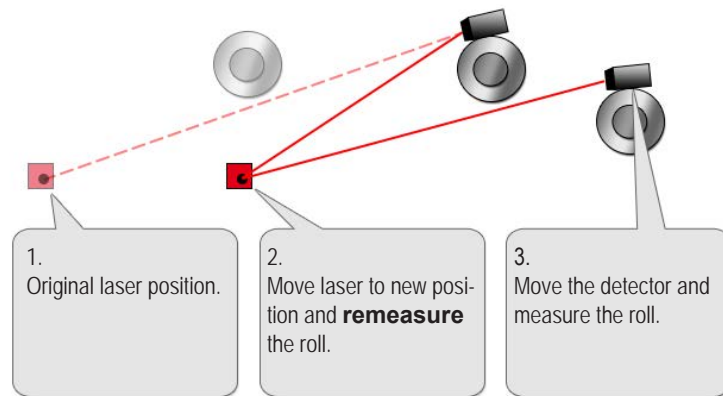 1.
Original laser position.
2.
Move laser to new posi-
tion and remeasure
the roll.
3.
Move the detector and
measure the roll.